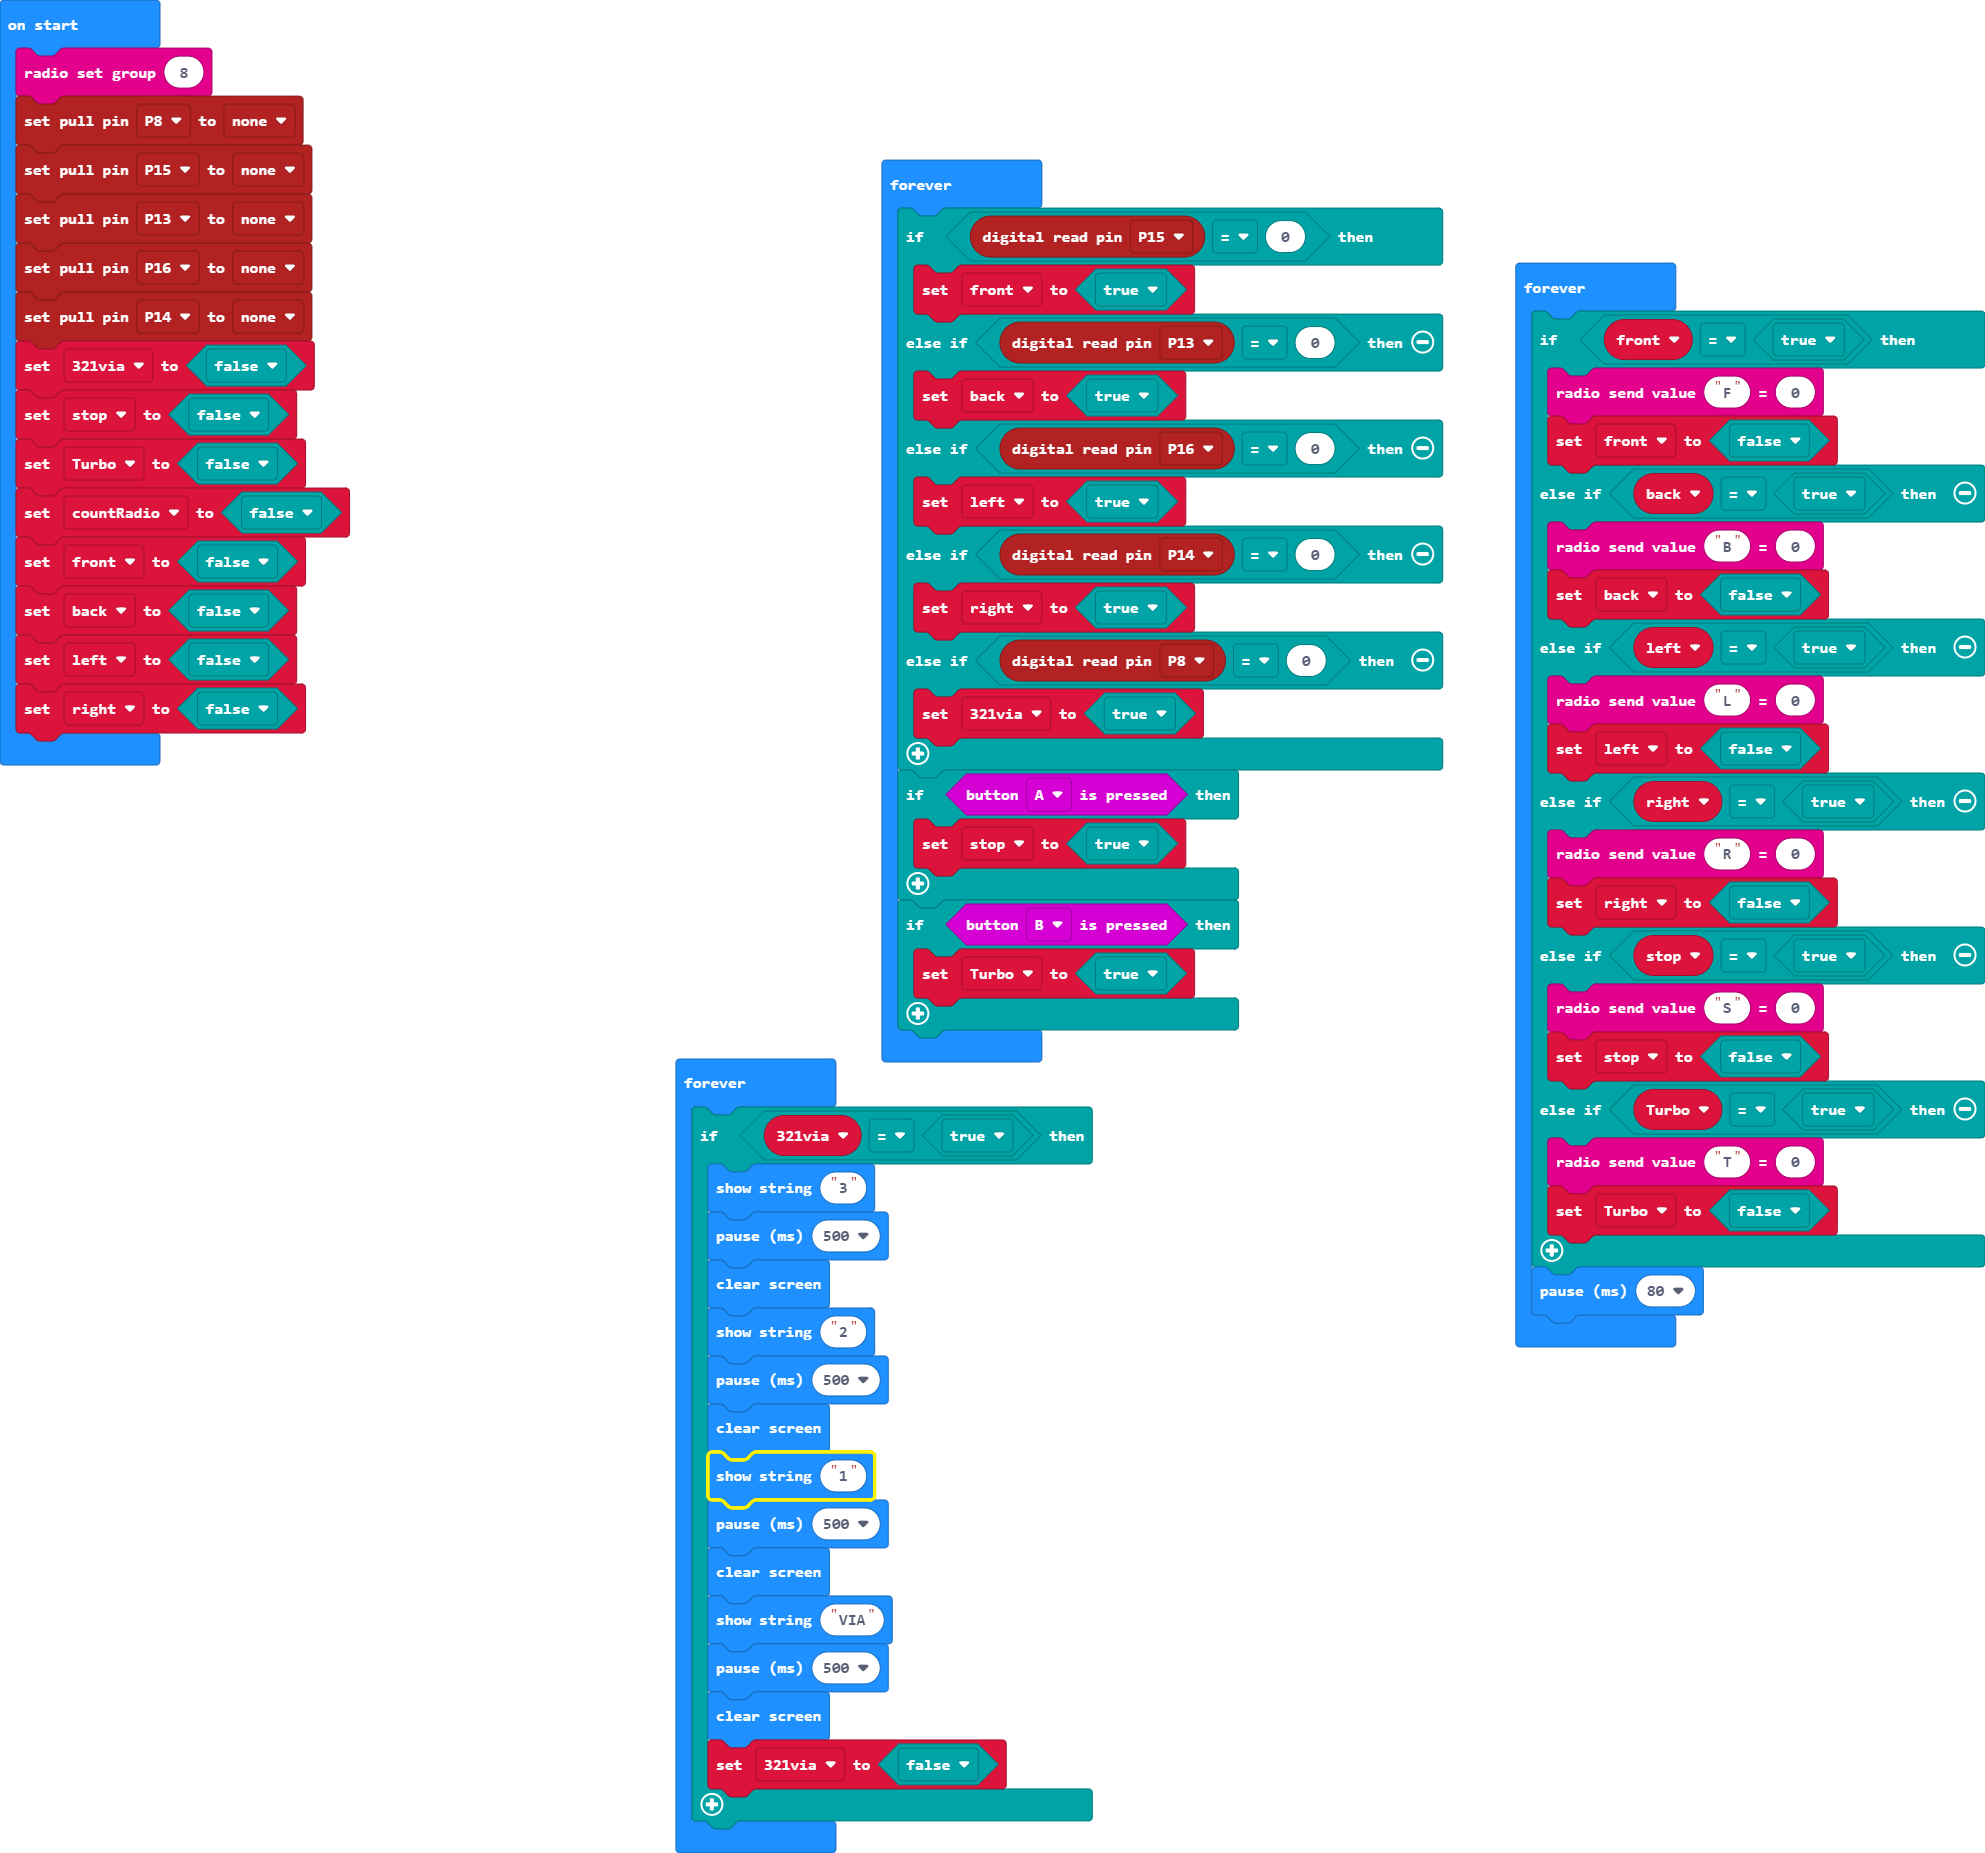 on start
radio set group 8
set pull pin P8 to none
set pull pin P15 to none
set pull pin P13 to none
set pull pin P16 to none
set pull pin P14 to none
set 321via to false
set stop to false
set Turbo to false
set countRadio to false
set front to false
set back to false
set left to false
set right to false
forever
if digital read pin P15 = 0 then
set front to true
else if digital read pin P13 = 0 then
set back to true
else if digital read pin P16 = 0 then
set left to true
else if digital read pin P14 = 0 then
set right to true
else if digital read pin P8 = 0 then
set 321via to true
if button A is pressed then
set stop to true
if button B is pressed then
set Turbo to true
forever
if 321via = true then
show string "3"
pause (ms) 500
clear screen
show string "2"
pause (ms) 500
clear screen
show string "1"
pause (ms) 500
clear screen
show string "VIA"
pause (ms) 500
clear screen
set 321via to false
forever
if front = true then
radio send value "F" = 0
set front to false
else if back = true then
radio send value "B" = 0
set back to false
else if left = true then
radio send value "L" = 0
set left to false
else if right = true then
radio send value "R" = 0
set right to false
else if stop = true then
radio send value "S" = 0
set stop to false
else if Turbo = true then
radio send value "T" = 0
set Turbo to false
pause (ms) 80